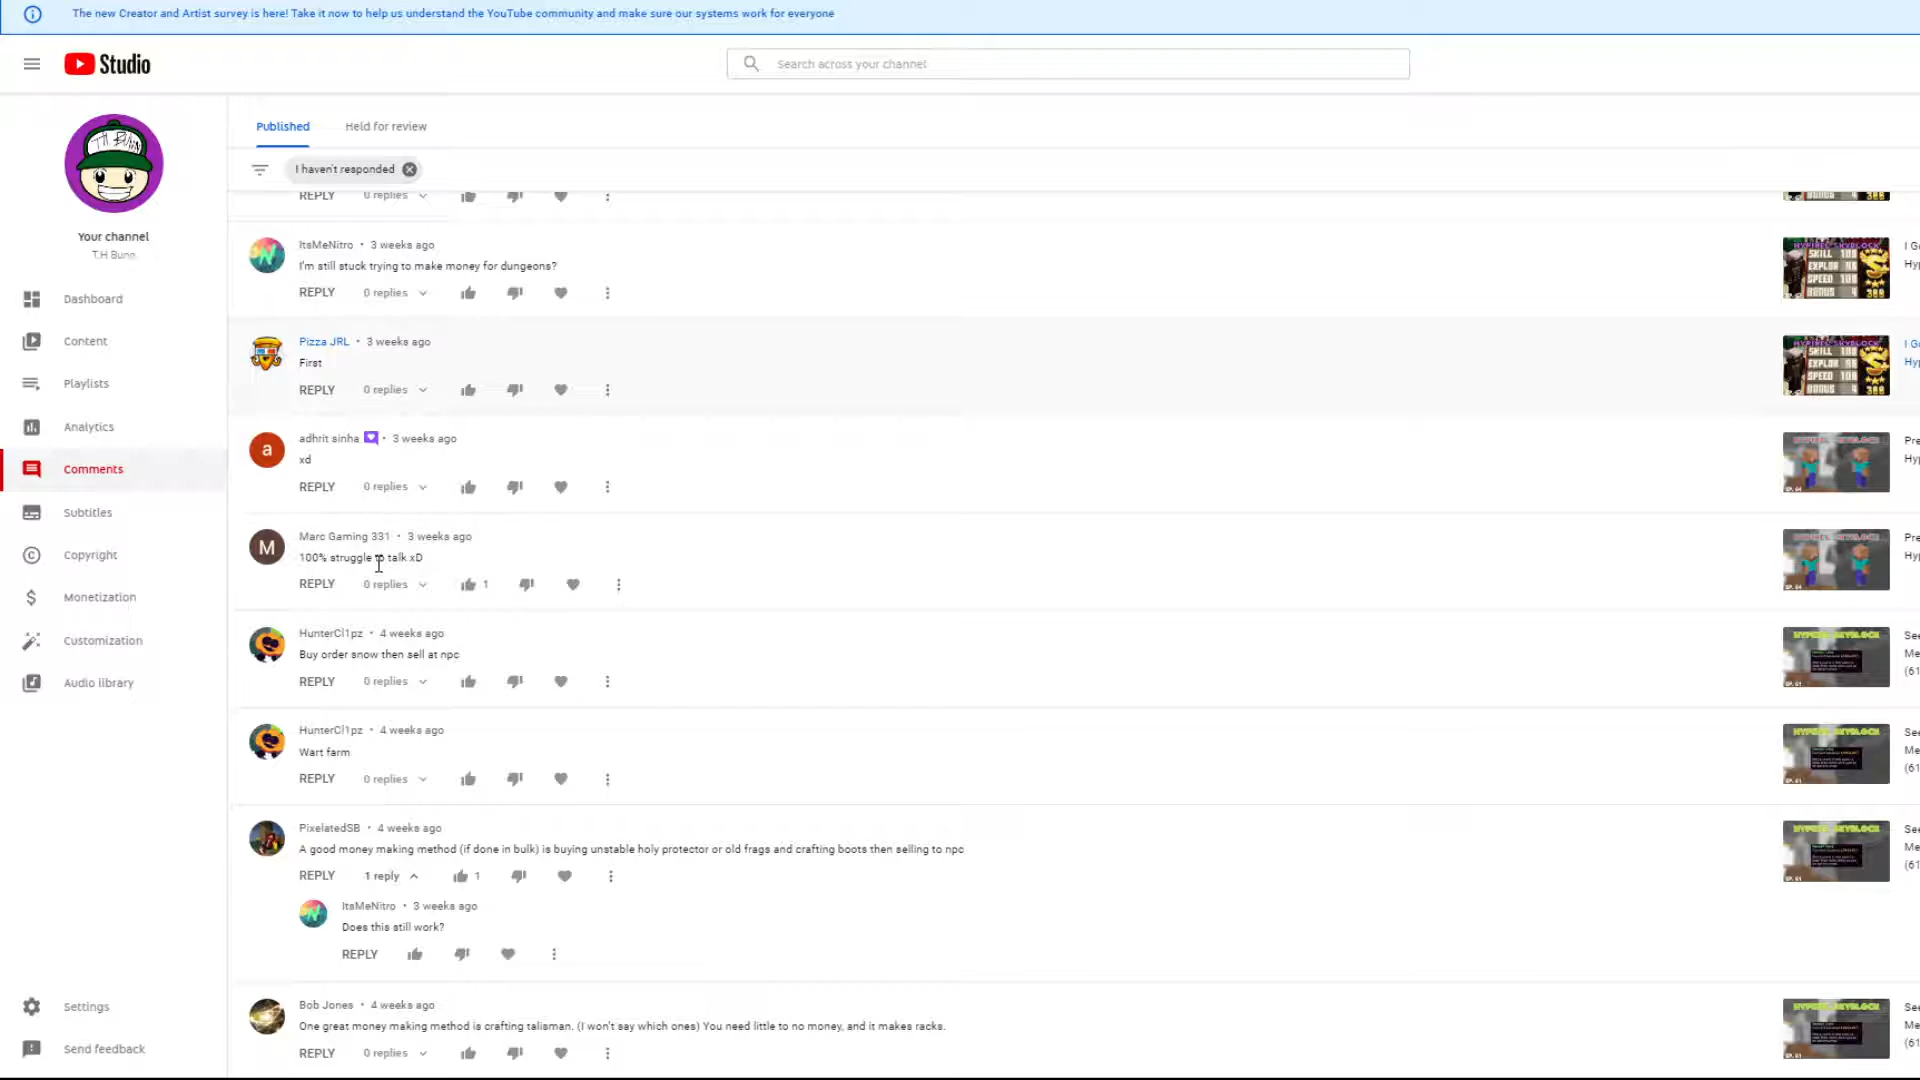 The new Creator and Artist survey is here! Take it now to help us understand the YouTube community and make sure our systems work for everyone
Studio
Search across your channel
Your channel
T.H Bunn
Dashboard
Content
Playlists
Analytics
Comments
Subtitles
Copyright
Monetization
Customization
Audio library
Settings
Send feedback
Published
Held for review
I haven't responded
REPLY 0 replies
ItsMeNitro • 3 weeks ago
I'm still stuck trying to make money for dungeons?
REPLY 0 replies
Pizza JRL • 3 weeks ago
First
REPLY 0 replies
adhrit sinha • 3 weeks ago
xd
REPLY 0 replies
Marc Gaming 331 • 3 weeks ago
100% struggle to talk xD
REPLY 0 replies 1
HunterCl1pz • 4 weeks ago
Buy order snow then sell at npc
REPLY 0 replies
HunterCl1pz • 4 weeks ago
Wart farm
REPLY 0 replies
PixelatedSB • 4 weeks ago
A good money making method (if done in bulk) is buying unstable holy protector or old frags and crafting boots then selling to npc
REPLY 1 reply 1
ItsMeNitro • 3 weeks ago
Does this still work?
REPLY
Bob Jones • 4 weeks ago
One great money making method is crafting talisman. (I won't say which ones) You need little to no money, and it makes racks.
REPLY 0 replies
HYPIXEL SKYBLOCK